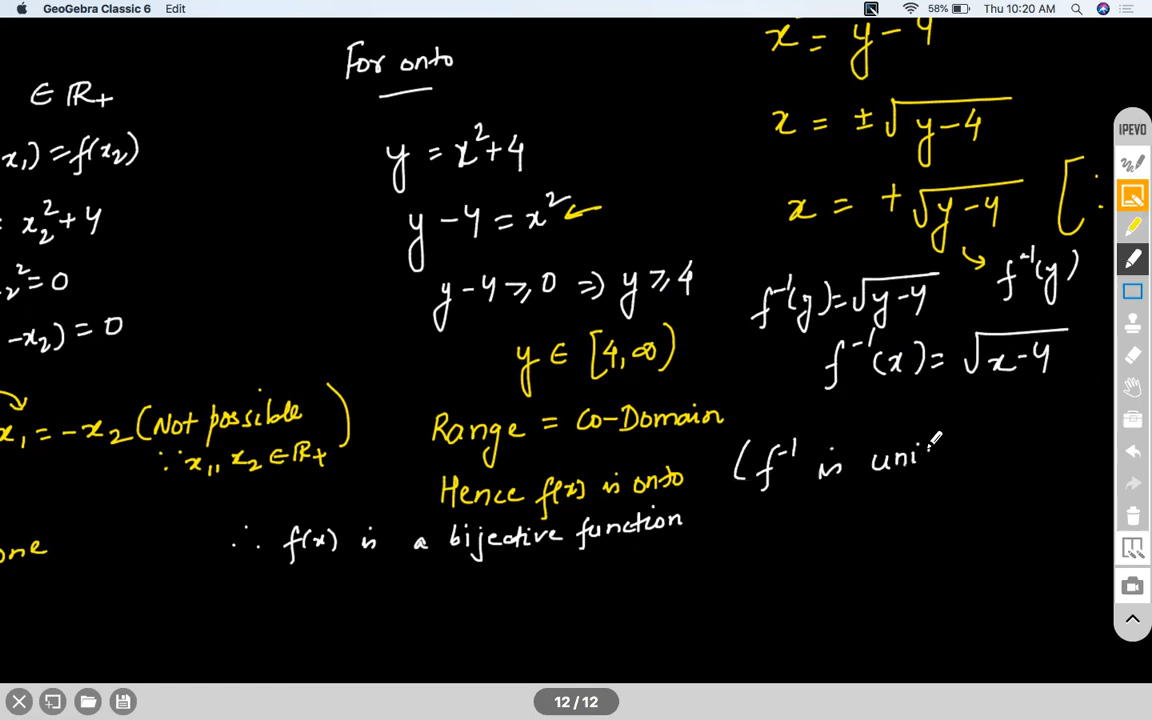 GeoGebra Classic 6 Edit 58% Thu 10:20 AM
∈ ℝ+
x₁) = f(x₂)
= x₂² + 4
₂² = 0
-x₂) = 0
x₁ = -x₂ (Not possible
∵ x₁, x₂ ∈ ℝ+)
one
For onto
y = x² + 4
y - 4 = x²
y - 4 ⩾ 0 ⇒ y ⩾ 4
y ∈ [4, ∞)
Range = Co-Domain
Hence f(x) is onto
∴ f(x) is a bijective function
x = y - 4
x = ± √y-4
x = + √y-4 [∵
f⁻¹(y)
f⁻¹(y) = √y-4
f⁻¹(x) = √x-4
(f⁻¹ is uni
IPEVO
12 / 12